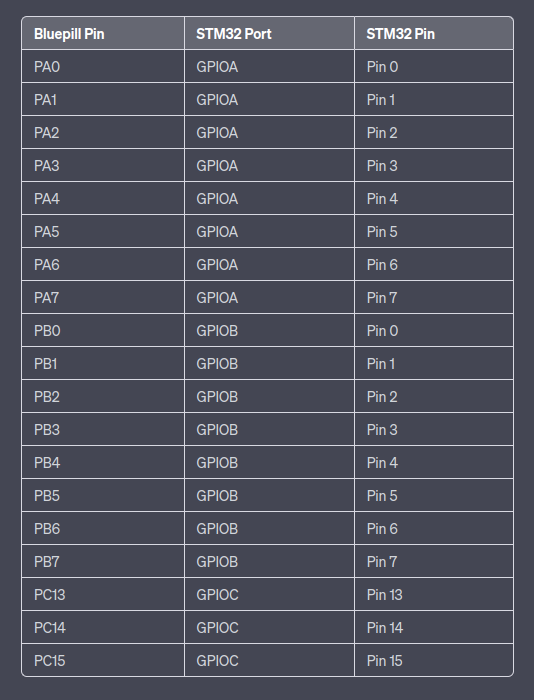 Bluepill Pin STM32 Port STM32 Pin
PA0 GPIOA Pin 0
PA1 GPIOA Pin 1
PA2 GPIOA Pin 2
PA3 GPIOA Pin 3
PA4 GPIOA Pin 4
PA5 GPIOA Pin 5
PA6 GPIOA Pin 6
PA7 GPIOA Pin 7
PB0 GPIOB Pin 0
PB1 GPIOB Pin 1
PB2 GPIOB Pin 2
PB3 GPIOB Pin 3
PB4 GPIOB Pin 4
PB5 GPIOB Pin 5
PB6 GPIOB Pin 6
PB7 GPIOB Pin 7
PC13 GPIOC Pin 13
PC14 GPIOC Pin 14
PC15 GPIOC Pin 15